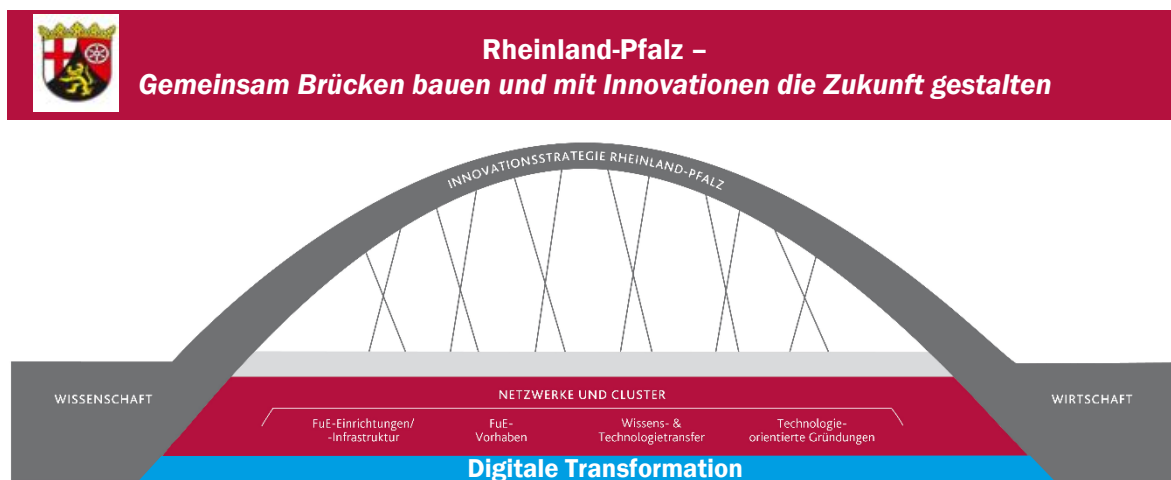 Rheinland-Pfalz –
Gemeinsam Brücken bauen und mit Innovationen die Zukunft gestalten
INNOVATIONSSTRATEGIE RHEINLAND-PFALZ
WISSENSCHAFT
NETZWERKE UND CLUSTER
WIRTSCHAFT
FuE-Einrichtungen/
-Infrastruktur
FuE-
Vorhaben
Wissens- &
Technologietransfer
Technologie-
orientierte Gründungen
Digitale Transformation